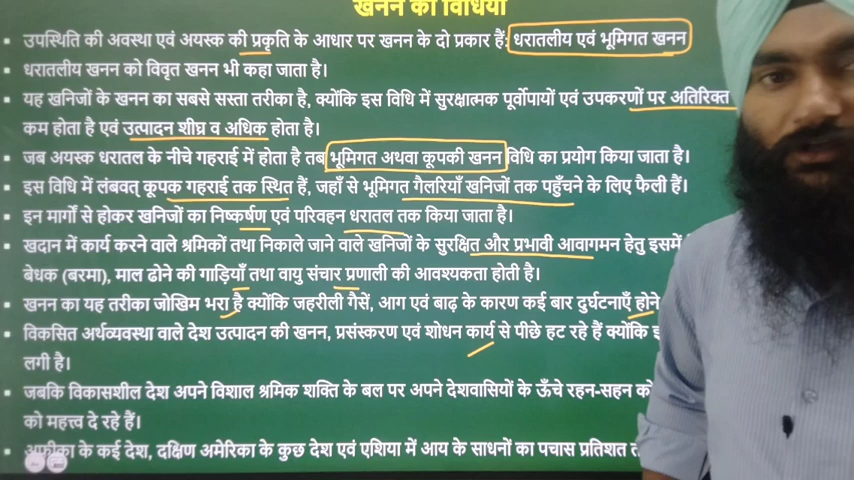 खनन की विधियाँ
▪ उपस्थिति की अवस्था एवं अयस्क की प्रकृति के आधार पर खनन के दो प्रकार हैं: धरातलीय एवं भूमिगत खनन
▪ धरातलीय खनन को विवृत खनन भी कहा जाता है।
▪ यह खनिजों के खनन का सबसे सस्ता तरीका है, क्योंकि इस विधि में सुरक्षात्मक पूर्वोपायों एवं उपकरणों पर अतिरिक्त
कम होता है एवं उत्पादन शीघ्र व अधिक होता है।
▪ जब अयस्क धरातल के नीचे गहराई में होता है तब भूमिगत अथवा कूपकी खनन विधि का प्रयोग किया जाता है।
▪ इस विधि में लंबवत् कूपक गहराई तक स्थित हैं, जहाँ से भूमिगत गैलरियाँ खनिजों तक पहुँचने के लिए फैली हैं।
▪ इन मार्गों से होकर खनिजों का निष्कर्षण एवं परिवहन धरातल तक किया जाता है।
▪ खदान में कार्य करने वाले श्रमिकों तथा निकाले जाने वाले खनिजों के सुरक्षित और प्रभावी आवागमन हेतु इसमें
बेधक (बरमा), माल ढोने की गाड़ियाँ तथा वायु संचार प्रणाली की आवश्यकता होती है।
▪ खनन का यह तरीका जोखिम भरा है क्योंकि जहरीली गैसें, आग एवं बाढ़ के कारण कई बार दुर्घटनाएँ होने
▪ विकसित अर्थव्यवस्था वाले देश उत्पादन की खनन, प्रसंस्करण एवं शोधन कार्य से पीछे हट रहे हैं क्योंकि
लगी है।
▪ जबकि विकासशील देश अपने विशाल श्रमिक शक्ति के बल पर अपने देशवासियों के ऊँचे रहन-सहन को
को महत्त्व दे रहे हैं।
▪ अफ्रीका के कई देश, दक्षिण अमेरिका के कुछ देश एवं एशिया में आय के साधनों का पचास प्रतिशत